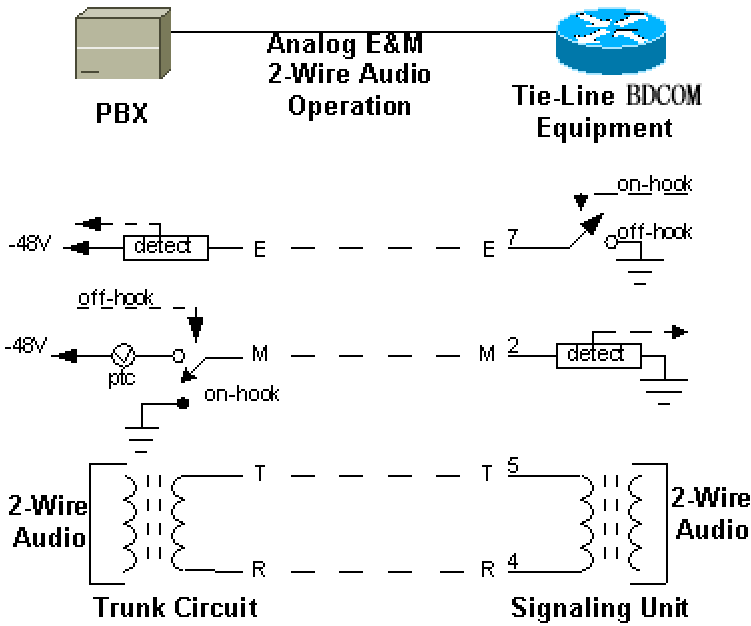 Analog E&M
2-Wire Audio
Operation
PBX
Tie-Line BDCOM
Equipment
on-hook
-48V
detect
E
E
7
off-hook
off-hook
-48V
ptc
M
M
2
detect
on-hook
2-Wire
Audio
T
T
5
2-Wire
Audio
R
R
4
Trunk Circuit
Signaling Unit